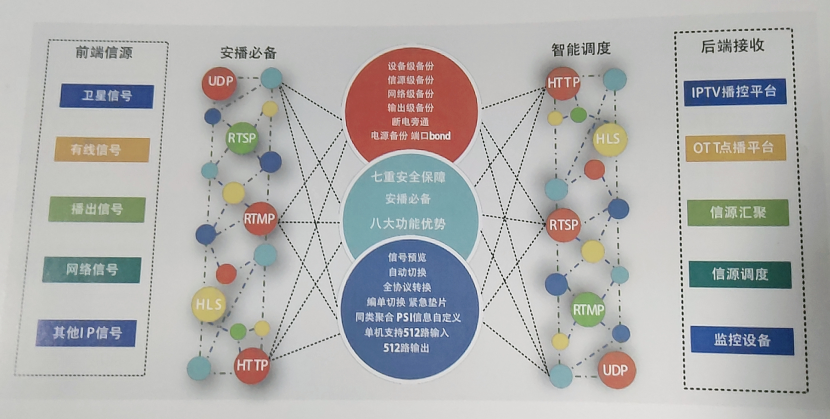 前端信源
卫星信号
有线信号
播出信号
网络信号
其他IP信号
安播必备
UDP
RTSP
RTMP
HLS
HTTP
设备级备份
信源级备份
网络级备份
输出级备份
断电旁通
电源备份 端口bond
七重安全保障
安播必备
八大功能优势
信号预览
自动切换
全协议转换
编单切换 紧急垫片
同类聚合 PSI信息自定义
单机支持512路输入
512路输出
智能调度
HTTP
HLS
RTSP
RTMP
UDP
后端接收
IPTV播控平台
OTT点播平台
信源汇聚
信源调度
监控设备